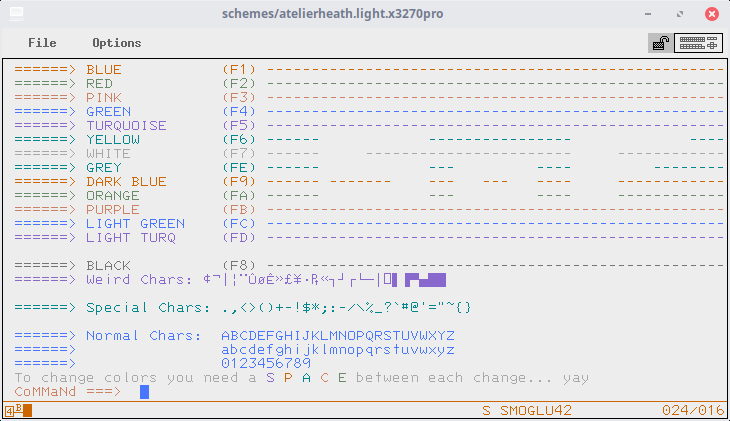 schemes/atelierheath.light.x3270pro
File Options
======> BLUE (F1) ---------------------------------------------------
======> RED (F2) ---------------------------------------------------
======> PINK (F3) ---------------------------------------------------
======> GREEN (F4) ---------------------------------------------------
======> TURQUOISE (F5) ---------------------------------------------------
======> YELLOW (F6) ------ ---------- --- ------------
======> WHITE (F7) ------ ---------- --- ------------
======> GREY (FE) ------ --- --- ------------
======> DARK BLUE (F9) ------ --- --- ------------
======> ORANGE (FA) ------ --- --- ------------
======> PURPLE (FB) ------ --- --- ------------
======> LIGHT GREEN (FC) ---------------------------------------------------
======> LIGHT TURQ (FD) ---------------------------------------------------
======> BLACK (F8) ---------------------------------------------------
======> Weird Chars: ¢¬|¦¨¨ÛøÉ»£¥·₧«┐┘┌└─│
======> Special Chars: .,<>()+-!$*;:-/\%_?`#@'="~{}
======> Normal Chars: ABCDEFGHIJKLMNOPQRSTUVWXYZ
======> abcdefghijklmnopqrstuvwxyz
======> 0123456789
To change colors you need a S P A C E between each change... yay
CoMMaNd ===>
4B S SMOGLU42 024/016